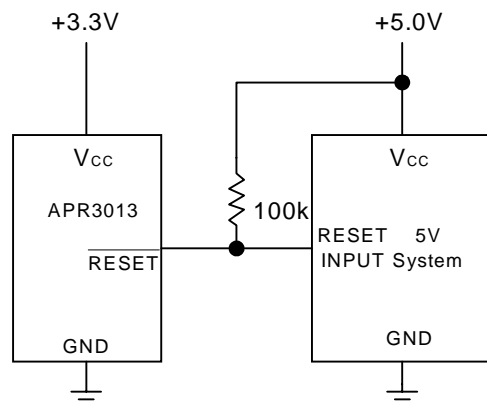 +3.3V
+5.0V
Vcc
Vcc
APR3013
100k
RESET
RESET 5V
INPUT System
GND
GND